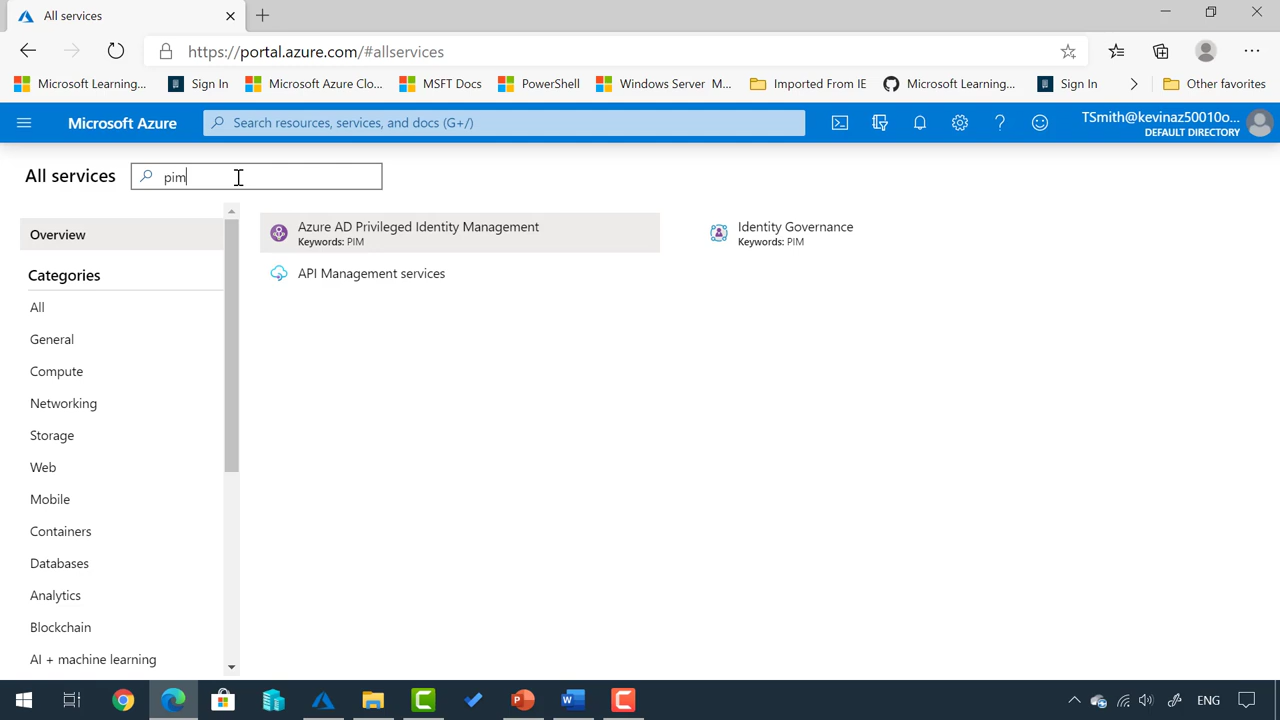 All services
https://portal.azure.com/#allservices
Microsoft Learning...
Sign In
Microsoft Azure Clo...
MSFT Docs
PowerShell
Windows Server M...
Imported From IE
Microsoft Learning...
Sign In
Other favorites
Microsoft Azure
Search resources, services, and docs (G+/)
TSmith@kevinaz50010o...
DEFAULT DIRECTORY
All services
pim
Overview
Categories
All
General
Compute
Networking
Storage
Web
Mobile
Containers
Databases
Analytics
Blockchain
AI + machine learning
Azure AD Privileged Identity Management
Keywords: PIM
Identity Governance
Keywords: PIM
API Management services
ENG